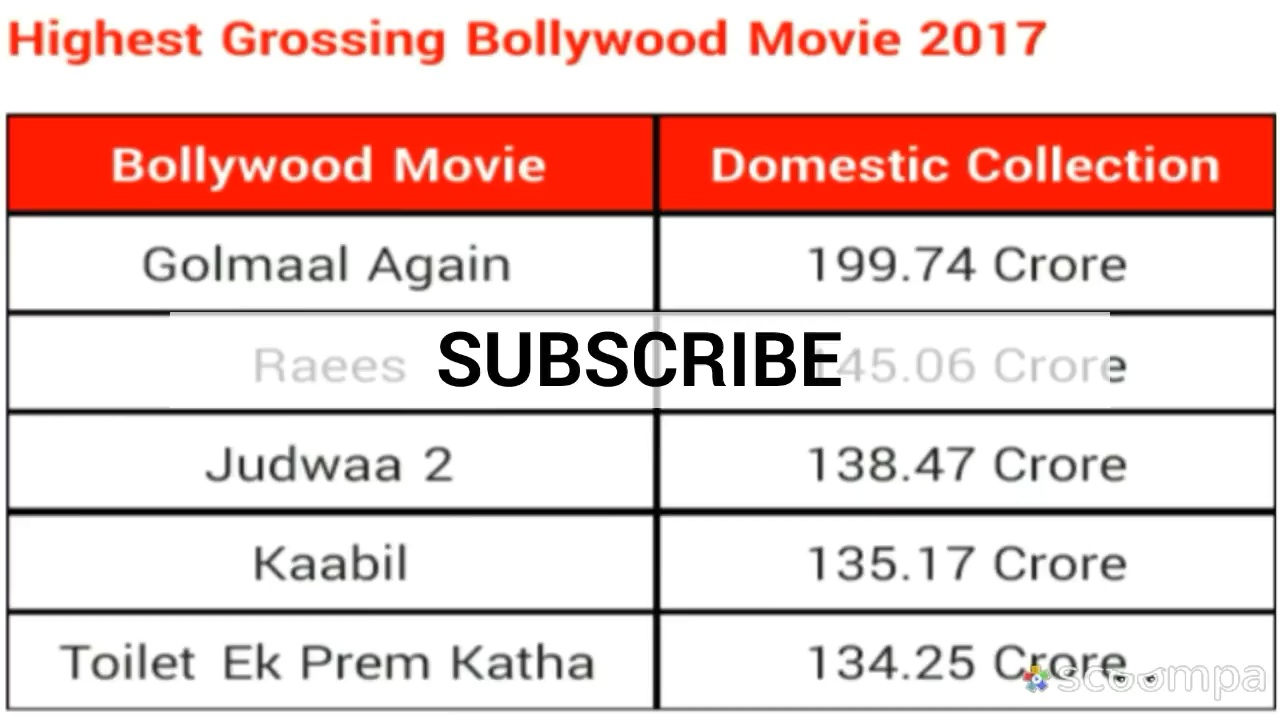 Highest Grossing Bollywood Movie 2017
Bollywood Movie Domestic Collection
Golmaal Again 199.74 Crore
Raees 145.06 Crore
SUBSCRIBE
Judwaa 2 138.47 Crore
Kaabil 135.17 Crore
Toilet Ek Prem Katha 134.25 Crore
scoompa